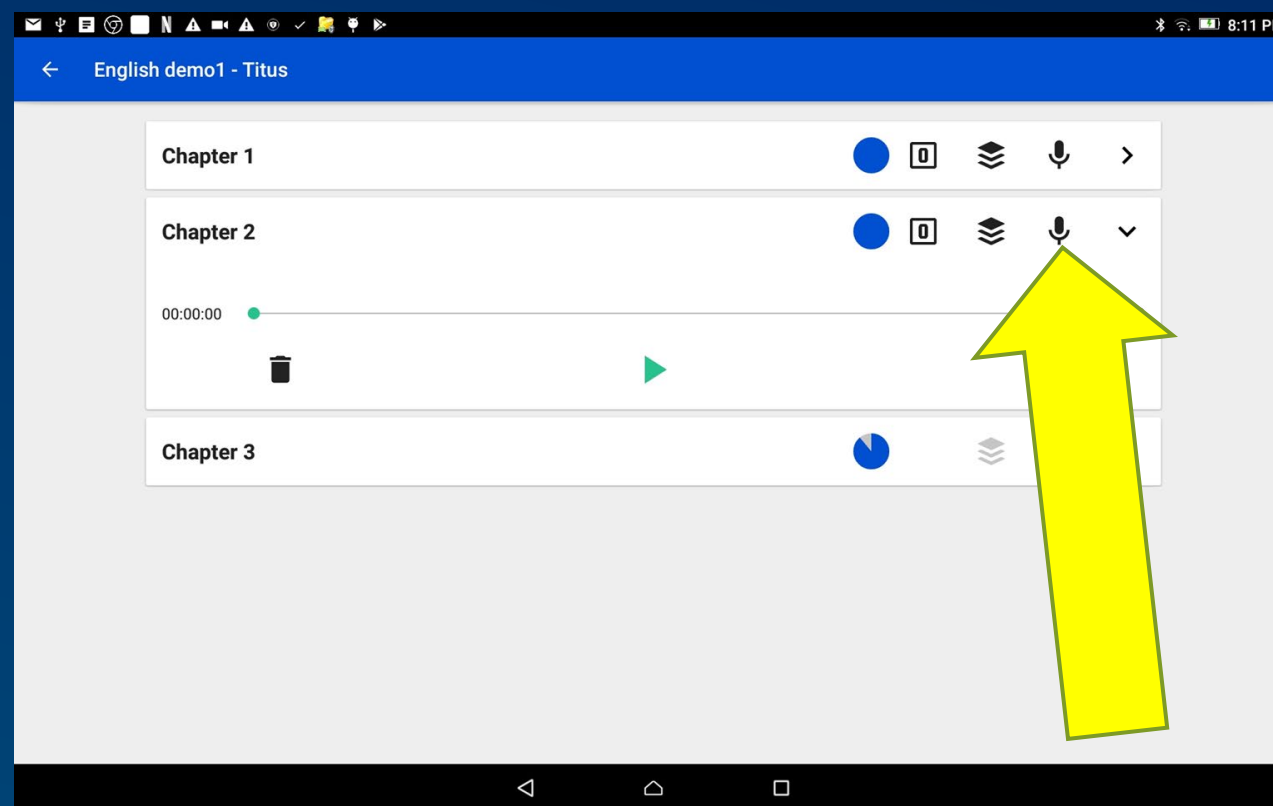 8:11 P
English demo1 - Titus
Chapter 1
0
Chapter 2
0
00:00:00
Chapter 3